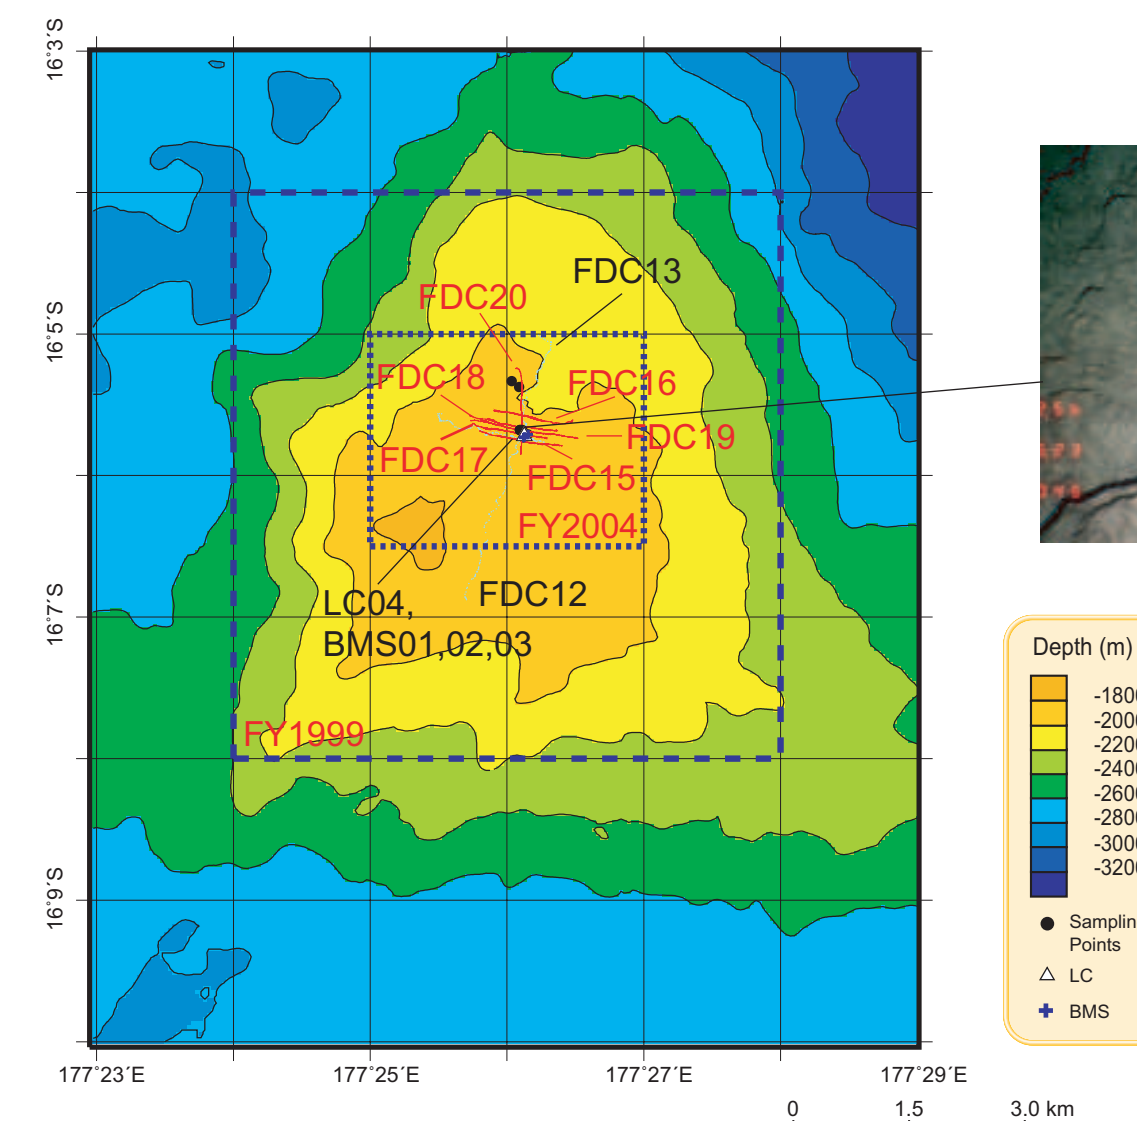 16°3´S
FDC13
FDC20
16°5´S
FDC18
FDC16
FDC19
FDC17
FDC15
FY2004
FDC12
LC04,
BMS01,02,03
16°7´S
FY1999
16°9´S
177°23´E
177°25´E
177°27´E
177°29´E
0
1.5
3.0 km
Depth (m)
-1800
-2000
-2200
-2400
-2600
-2800
-3000
-3200
Samplin
Points
LC
BMS